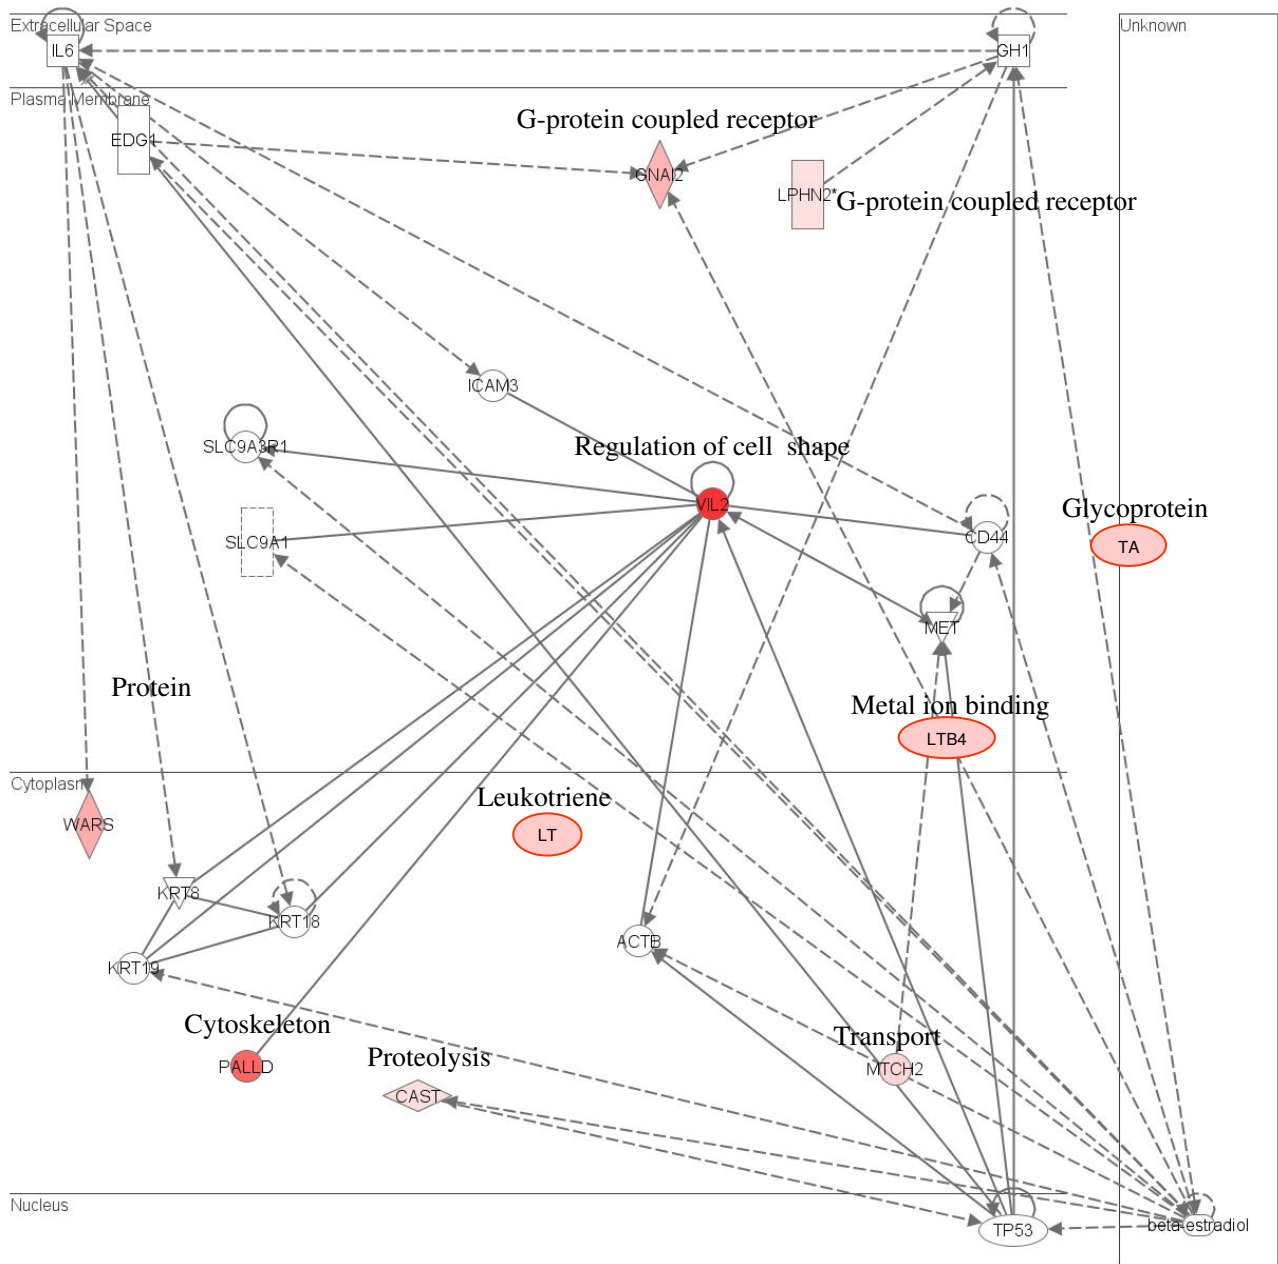 Extracellular Space
Unknown
IL6
GH1
Plasma Membrane
G-protein coupled receptor
EDG1
GNAI2
LPHN2*
G-protein coupled receptor
ICAM3
SLC9A3R1
Regulation of cell shape
VIL2
Glycoprotein
SLC9A1
CD44
TA
MET
Protein
Metal ion binding
LTB4
Cytoplasm
Leukotriene
WARS
LT
KRT8
KRT18
ACTB
KRT19
Cytoskeleton
Transport
Proteolysis
PALLD
MTCH2
CAST
Nucleus
TP53
beta-estradiol